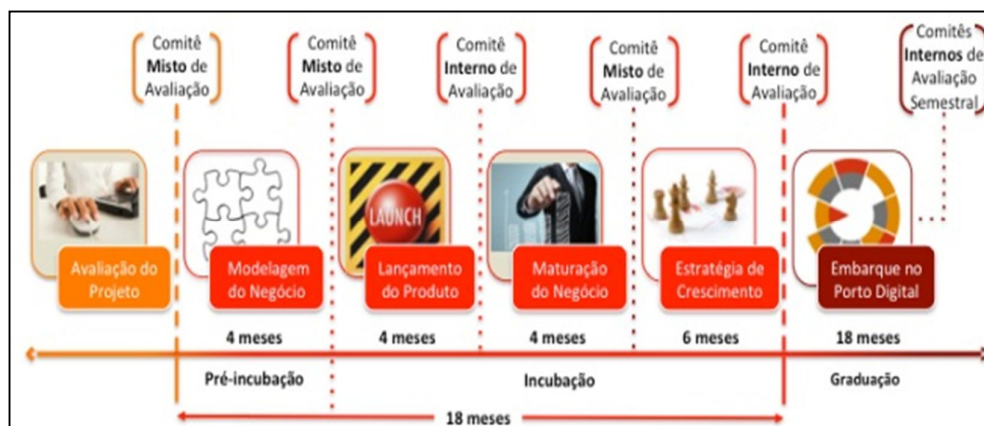 Comitê
Misto de
Avaliação
Comitê
Misto de
Avaliação
Comitê
Interno de
Avaliação
Comitê
Misto de
Avaliação
Comitê
Interno de
Avaliação
Comitês
Internos de
Avaliação
Semestral
LAUNCH
Avaliação do
Projeto
Modelagem
do Negócio
Lançamento
do Produto
Maturação
do Negócio
Estratégia de
Crescimento
Embarque no
Porto Digital
4 meses
4 meses
4 meses
6 meses
18 meses
Pré-incubação
Incubação
Graduação
18 meses